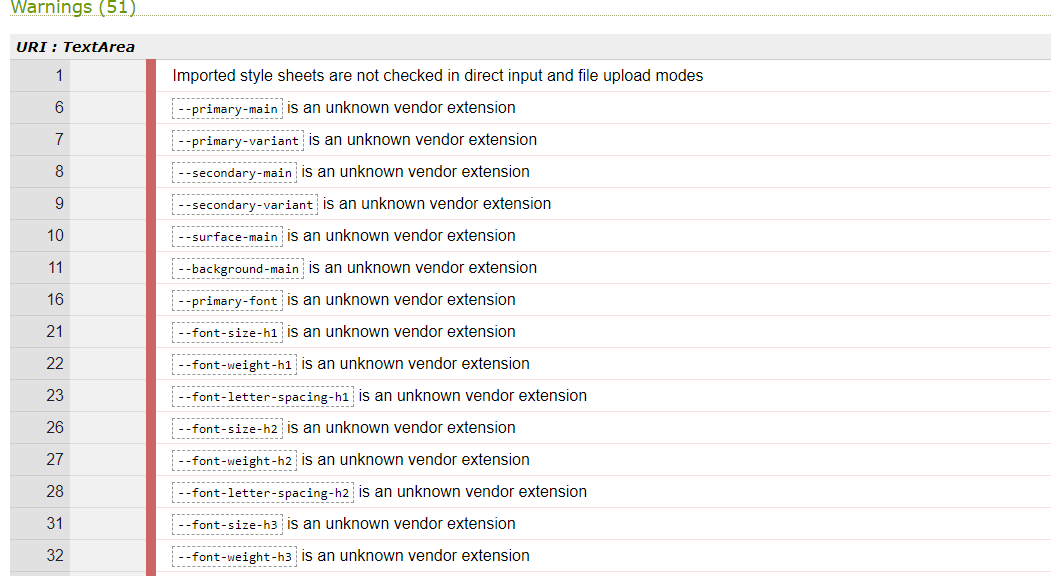 Warnings (51)
URI : TextArea
1 Imported style sheets are not checked in direct input and file upload modes
6 --primary-main is an unknown vendor extension
7 --primary-variant is an unknown vendor extension
8 --secondary-main is an unknown vendor extension
9 --secondary-variant is an unknown vendor extension
10 --surface-main is an unknown vendor extension
11 --background-main is an unknown vendor extension
16 --primary-font is an unknown vendor extension
21 --font-size-h1 is an unknown vendor extension
22 --font-weight-h1 is an unknown vendor extension
23 --font-letter-spacing-h1 is an unknown vendor extension
26 --font-size-h2 is an unknown vendor extension
27 --font-weight-h2 is an unknown vendor extension
28 --font-letter-spacing-h2 is an unknown vendor extension
31 --font-size-h3 is an unknown vendor extension
32 --font-weight-h3 is an unknown vendor extension